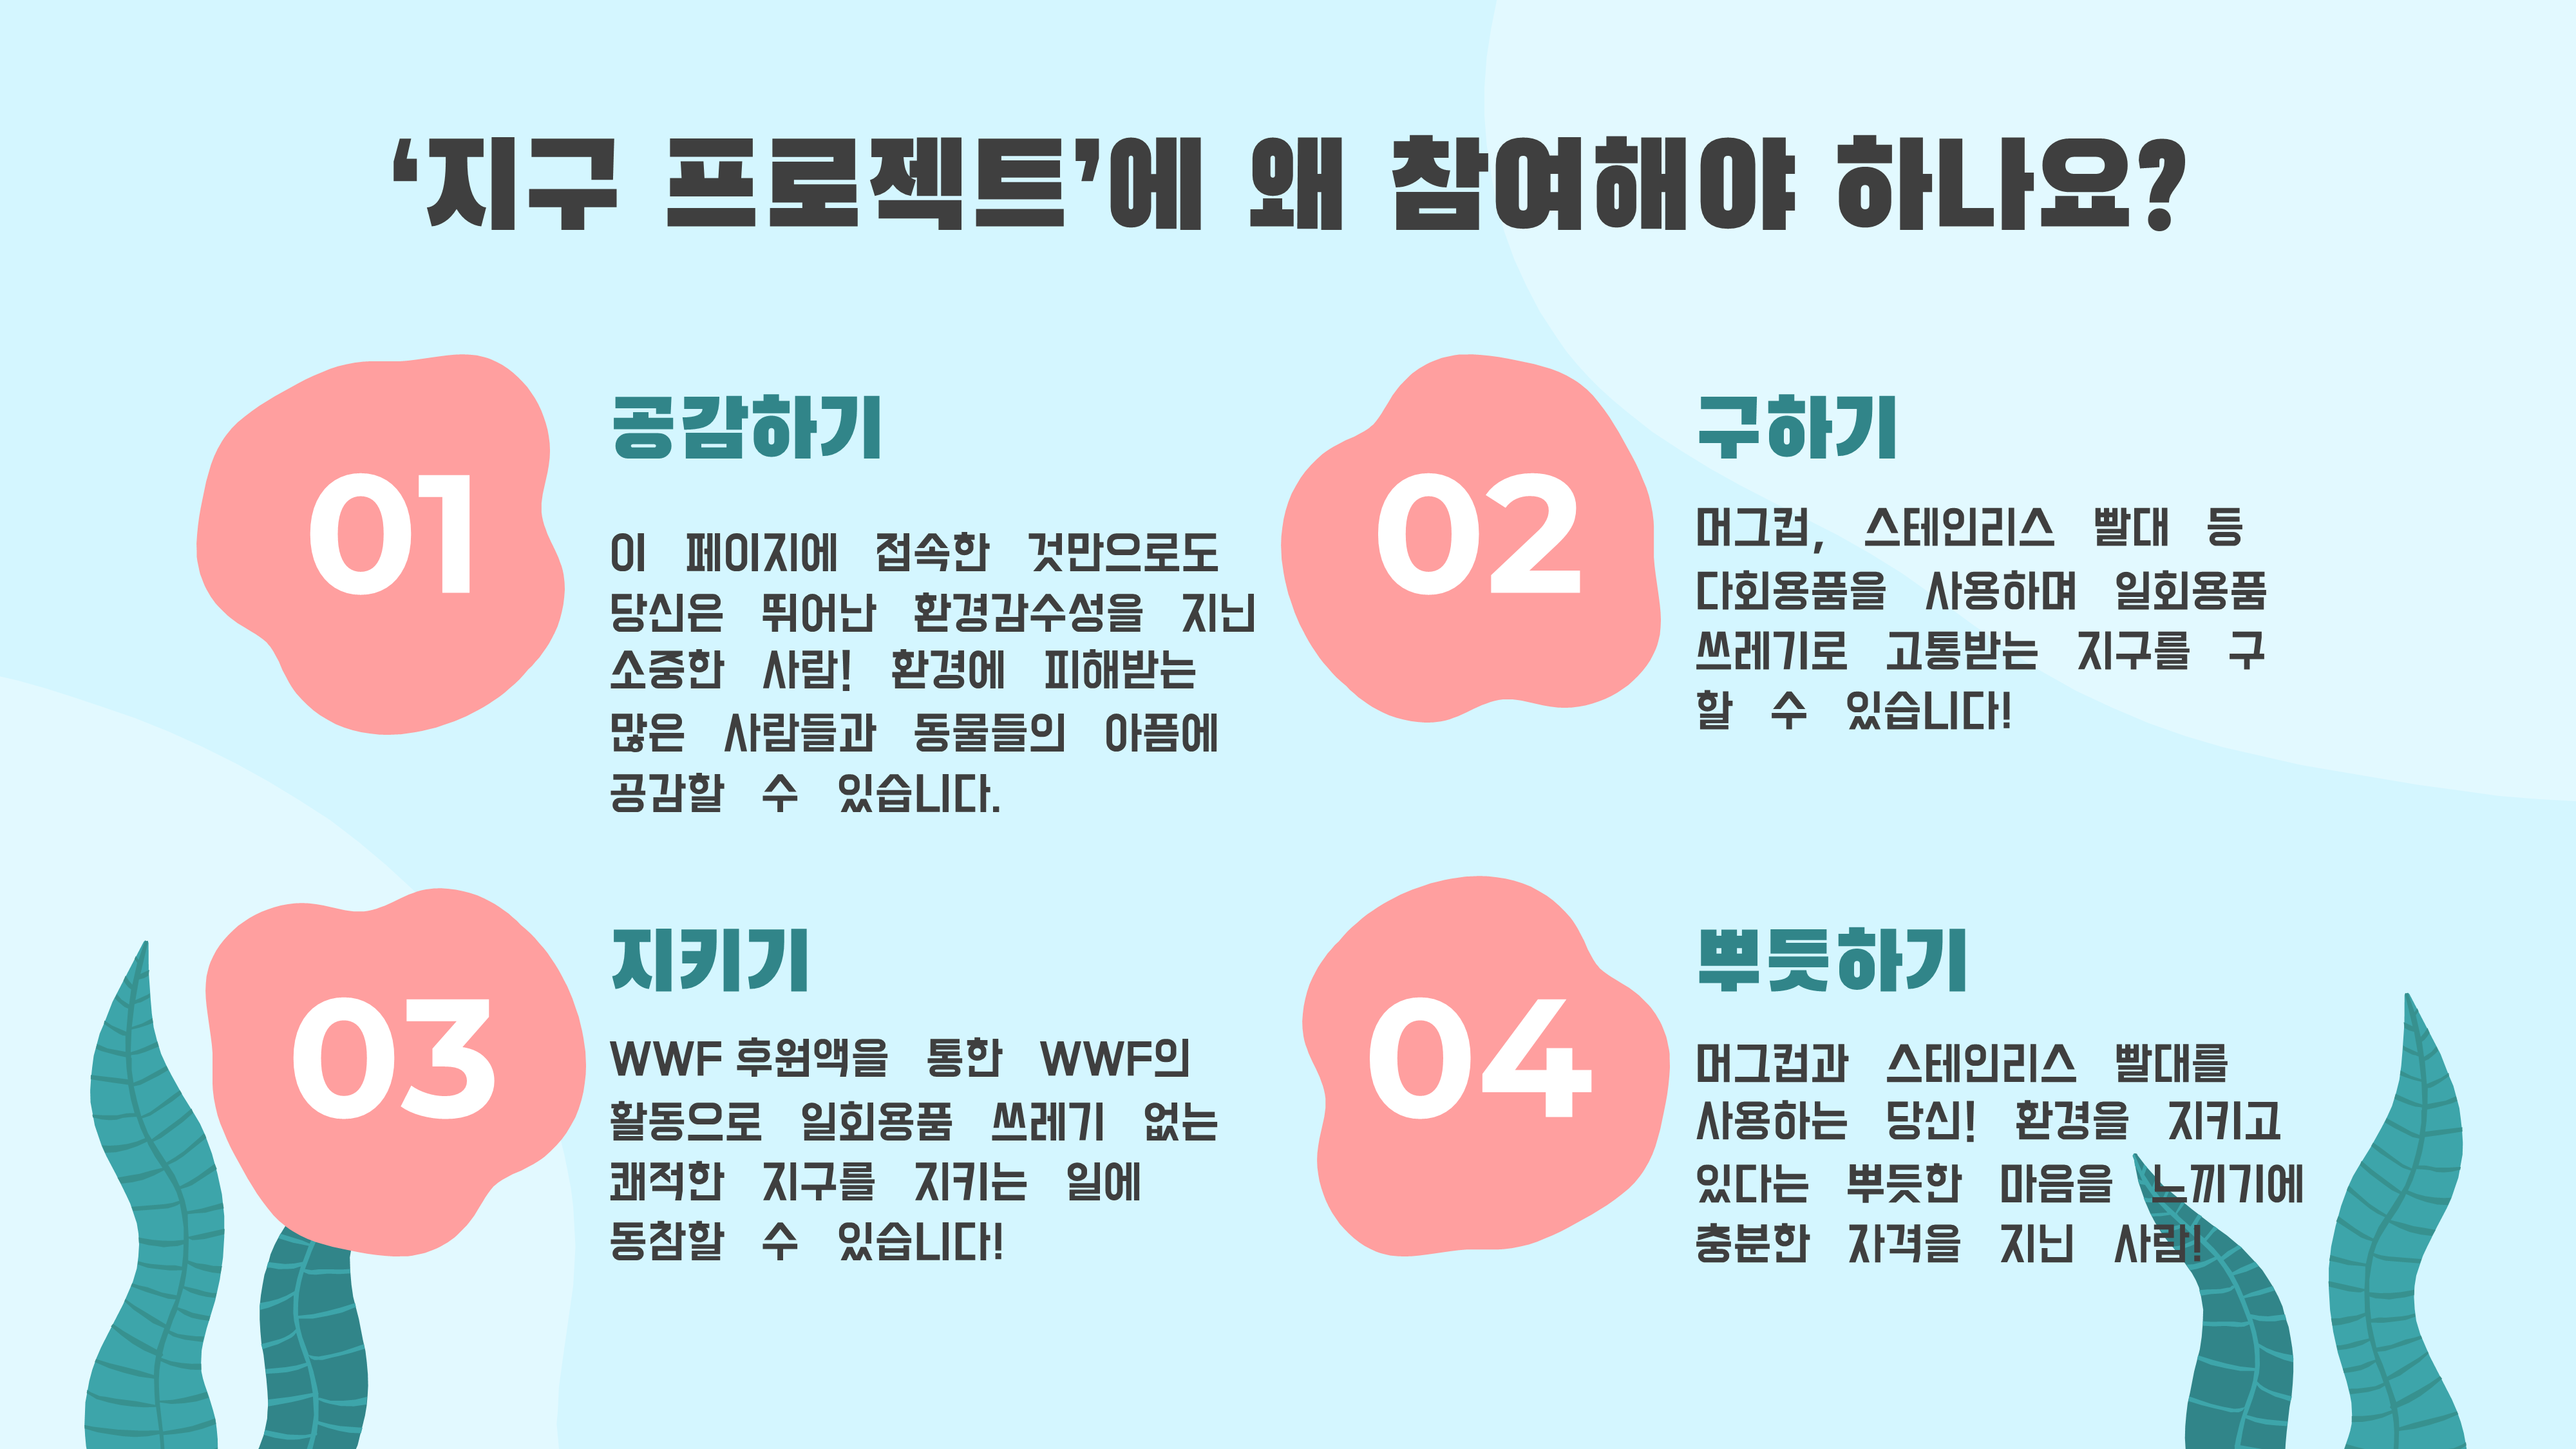 ‘지구 프로젝트’에 왜 참여해야 하나요?
01
공감하기
이 페이지에 접속한 것만으로도
당신은 뛰어난 환경감수성을 지닌
소중한 사람! 환경에 피해받는
많은 사람들과 동물들의 아픔에
공감할 수 있습니다.
02
구하기
머그컵, 스테인리스 빨대 등
다회용품을 사용하며 일회용품
쓰레기로 고통받는 지구를 구
할 수 있습니다!
03
지키기
WWF 후원액을 통한 WWF의
활동으로 일회용품 쓰레기 없는
쾌적한 지구를 지키는 일에
동참할 수 있습니다!
04
뿌듯하기
머그컵과 스테인리스 빨대를
사용하는 당신! 환경을 지키고
있다는 뿌듯한 마음을 느끼기에
충분한 자격을 지닌 사람!